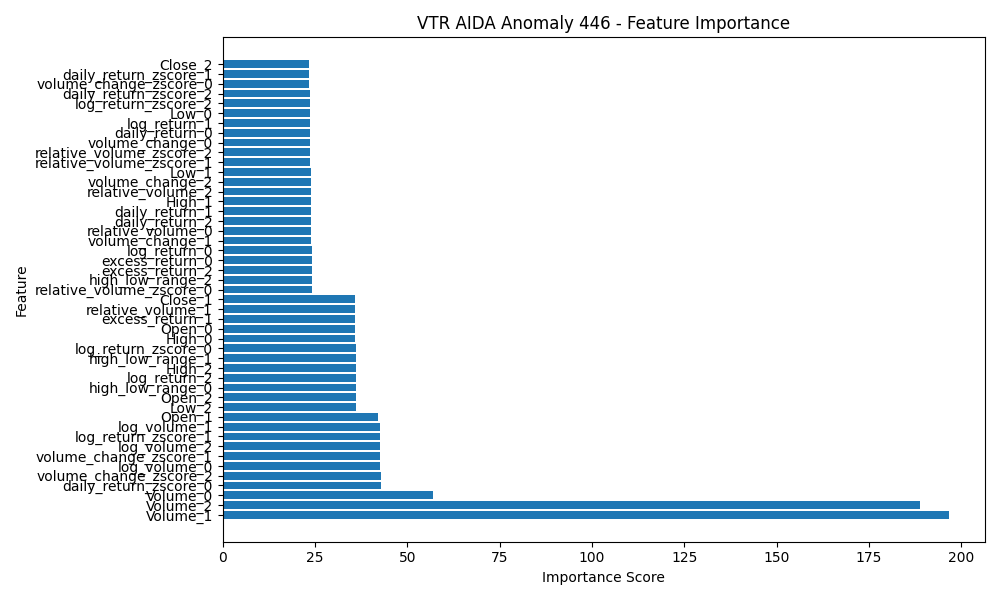 VTR AIDA Anomaly 446 - Feature Importance
Close_2
daily_return_zscore_1
volume_change_zscore_0
daily_return_zscore_2
log_return_zscore_2
Low_0
log_return_1
daily_return_0
volume_change_0
relative_volume_zscore_2
relative_volume_zscore_1
Low_1
volume_change_2
relative_volume_2
High_1
daily_return_1
daily_return_2
relative_volume_0
volume_change_1
log_return_0
excess_return_0
excess_return_2
high_low_range_2
relative_volume_zscore_0
Close_1
relative_volume_1
excess_return_1
Open_0
High_0
log_return_zscore_0
high_low_range_1
High_2
log_return_2
high_low_range_0
Open_2
Low_2
Open_1
log_volume_1
log_return_zscore_1
log_volume_2
volume_change_zscore_1
log_volume_0
volume_change_zscore_2
daily_return_zscore_0
Volume_0
Volume_2
Volume_1
Feature
0 25 50 75 100 125 150 175 200
Importance Score